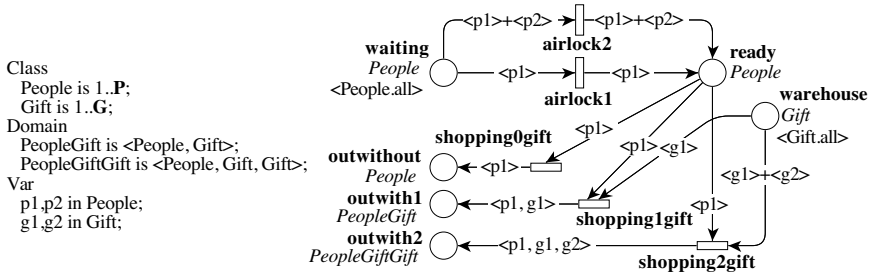 Class
People is 1..P;
Gift is 1..G;
Domain
PeopleGift is <People, Gift>;
PeopleGiftGift is <People, Gift, Gift>;
Var
p1,p2 in People;
g1,g2 in Gift;
<p1>+<p2>
<p1>+<p2>
airlock2
waiting
People
<People.all>
<p1>
<p1>
airlock1
ready
People
warehouse
Gift
<Gift.all>
shopping0gift
<p1>
outwithout
People
<p1>
<p1>
<g1>
<g1>+<g2>
outwith1
PeopleGift
<p1, g1>
shopping1gift
<p1>
outwith2
PeopleGiftGift
<p1, g1, g2>
shopping2gift